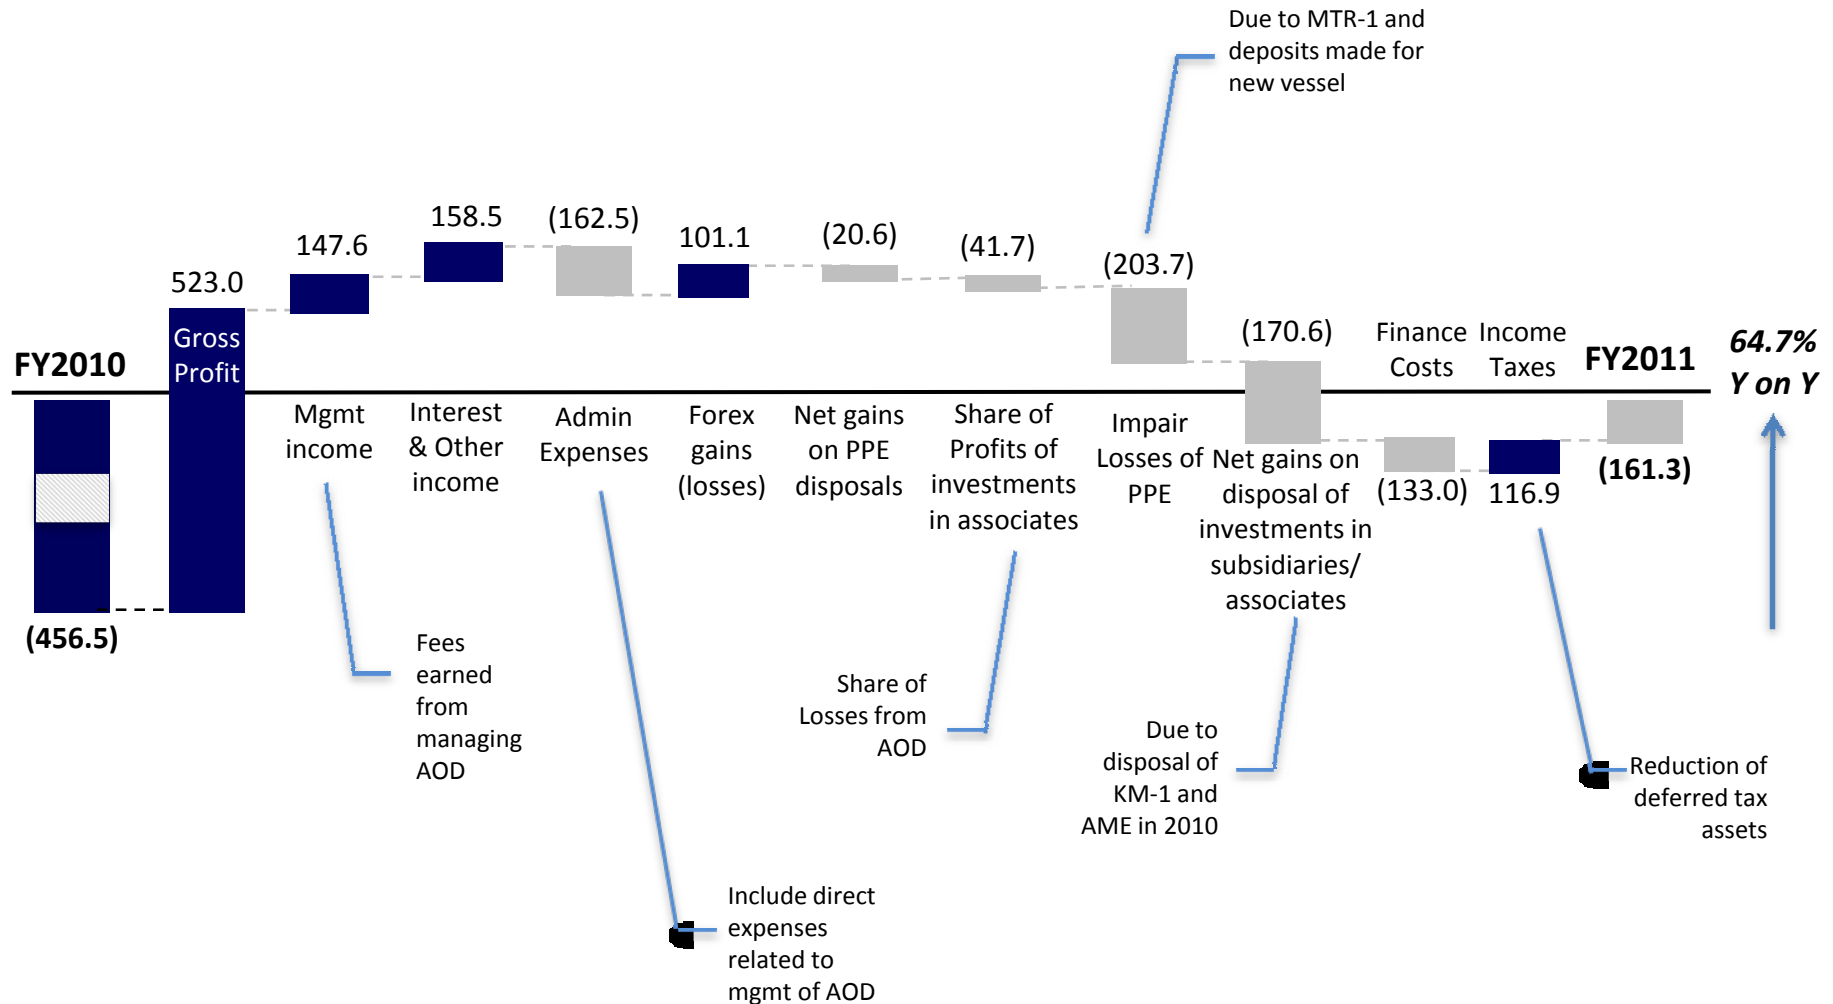 Due to MTR-1 and
deposits made for
new vessel
523.0
147.6
158.5
(162.5)
101.1
(20.6)
(41.7)
(203.7)
(170.6)
FY2010
Gross
Profit
Finance
Costs
Income
Taxes
FY2011
64.7%
Y on Y
Mgmt
income
Interest
& Other
income
Admin
Expenses
Forex
gains
(losses)
Net gains
on PPE
disposals
Share of
Profits of
investments
in associates
Impair
Losses of
PPE
Net gains on
disposal of
investments in
subsidiaries/
associates
(133.0)
116.9
(161.3)
(456.5)
Fees
earned
from
managing
AOD
Share of
Losses from
AOD
Due to
disposal of
KM-1 and
AME in 2010
Reduction of
deferred tax
assets
Include direct
expenses
related to
mgmt of AOD